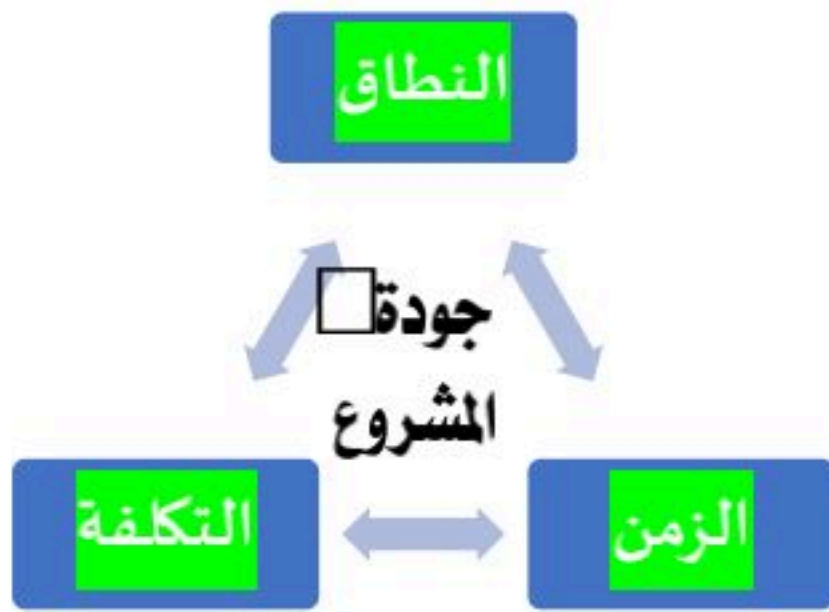 النطاق
جودة
المشروع
الزمن
التكلفة